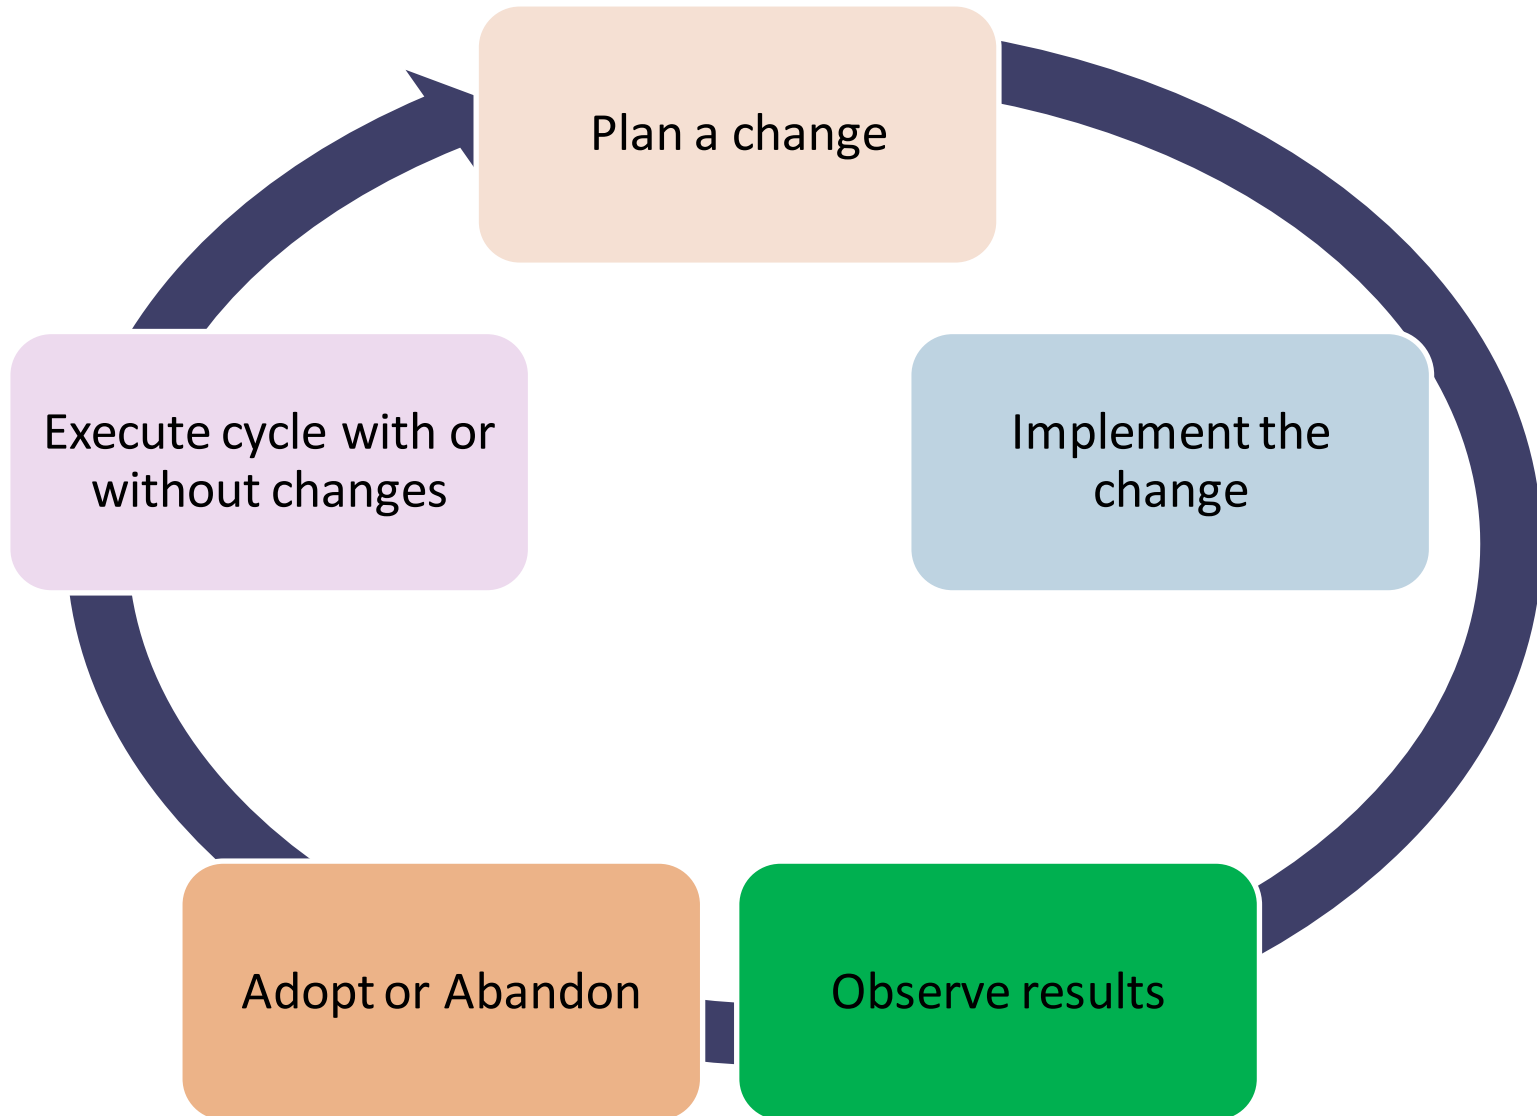 Plan a change
Implement the
change
Observe results
Adopt or Abandon
Execute cycle with or
without changes